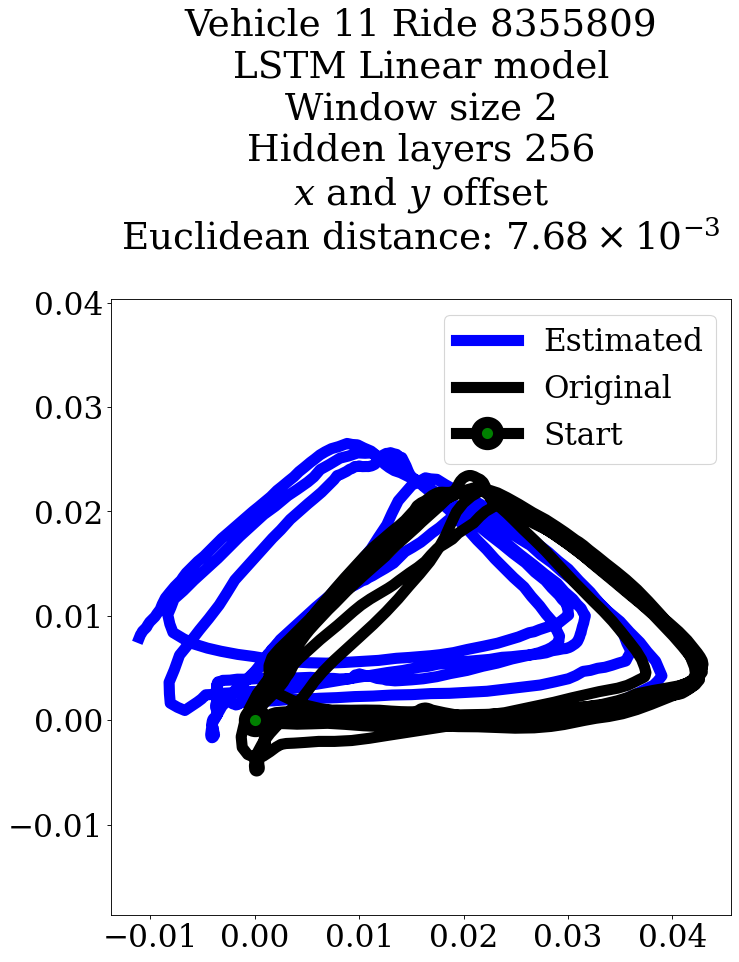 Vehicle 11 Ride 8355809
LSTM Linear model
Window size 2
Hidden layers 256
x and y offset
Euclidean distance: 7.68 × 10⁻³
Estimated
Original
Start
0.04
0.03
0.02
0.01
0.00
−0.01
−0.01 0.00 0.01 0.02 0.03 0.04